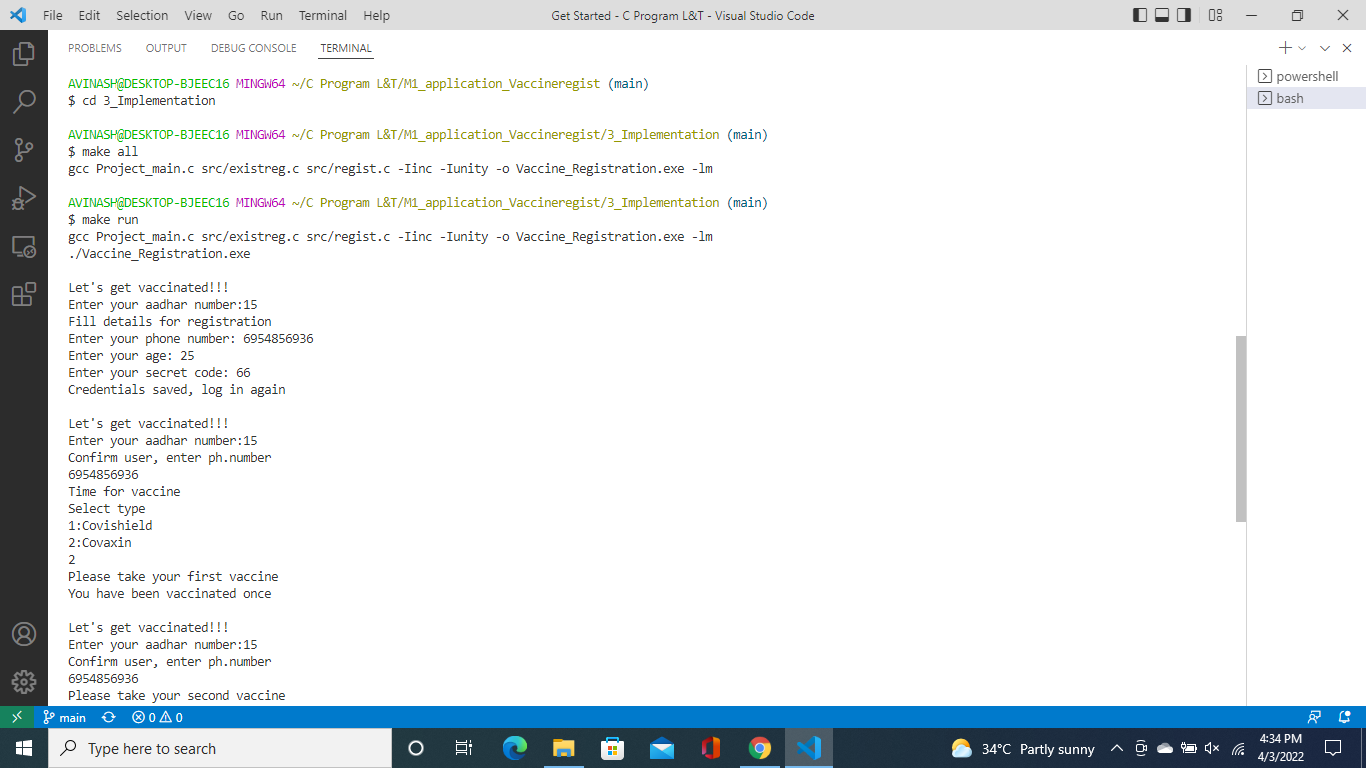 File Edit Selection View Go Run Terminal Help Get Started - C Program L&T - Visual Studio Code
PROBLEMS OUTPUT DEBUG CONSOLE TERMINAL
powershell
bash
AVINASH@DESKTOP-BJEEC16 MINGW64 ~/C Program L&T/M1_application_Vaccineregist (main)
$ cd 3_Implementation
AVINASH@DESKTOP-BJEEC16 MINGW64 ~/C Program L&T/M1_application_Vaccineregist/3_Implementation (main)
$ make all
gcc Project_main.c src/existreg.c src/regist.c -Iinc -Iunity -o Vaccine_Registration.exe -lm
AVINASH@DESKTOP-BJEEC16 MINGW64 ~/C Program L&T/M1_application_Vaccineregist/3_Implementation (main)
$ make run
gcc Project_main.c src/existreg.c src/regist.c -Iinc -Iunity -o Vaccine_Registration.exe -lm
./Vaccine_Registration.exe
Let's get vaccinated!!!
Enter your aadhar number:15
Fill details for registration
Enter your phone number: 6954856936
Enter your age: 25
Enter your secret code: 66
Credentials saved, log in again
Let's get vaccinated!!!
Enter your aadhar number:15
Confirm user, enter ph.number
6954856936
Time for vaccine
Select type
1:Covishield
2:Covaxin
2
Please take your first vaccine
You have been vaccinated once
Let's get vaccinated!!!
Enter your aadhar number:15
Confirm user, enter ph.number
6954856936
Please take your second vaccine
main 0 0
Type here to search 34°C Partly sunny 4:34 PM
4/3/2022